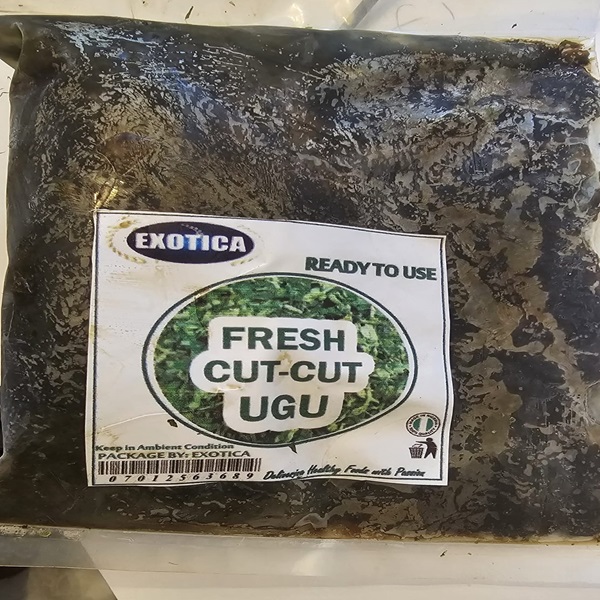 EXOTICA
READY TO USE
FRESH
CUT-CUT
UGU
Keep in Ambient Condition
PACKAGE BY: EXOTICA
07012563689
Delivering Healthy Foods with Passion